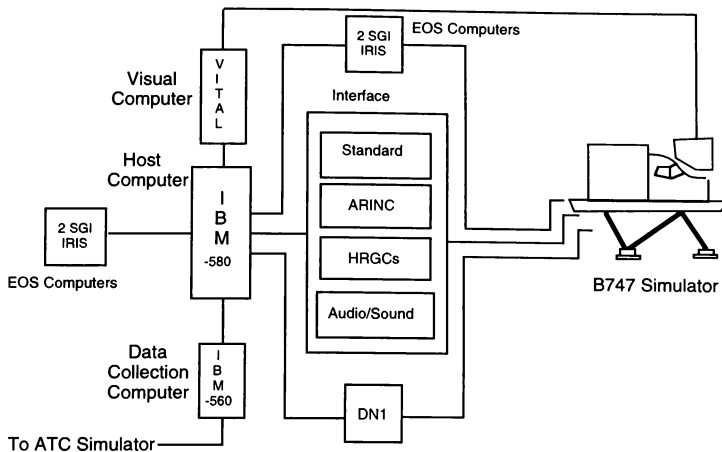 2 SGI
IRIS
EOS Computers
Visual
Computer
V
I
T
A
L
Interface
Standard
ARINC
HRGCs
Audio/Sound
Host
Computer
I
B
M
-580
2 SGI
IRIS
EOS Computers
B747 Simulator
Data
Collection
Computer
I
B
M
-560
DN1
To ATC Simulator